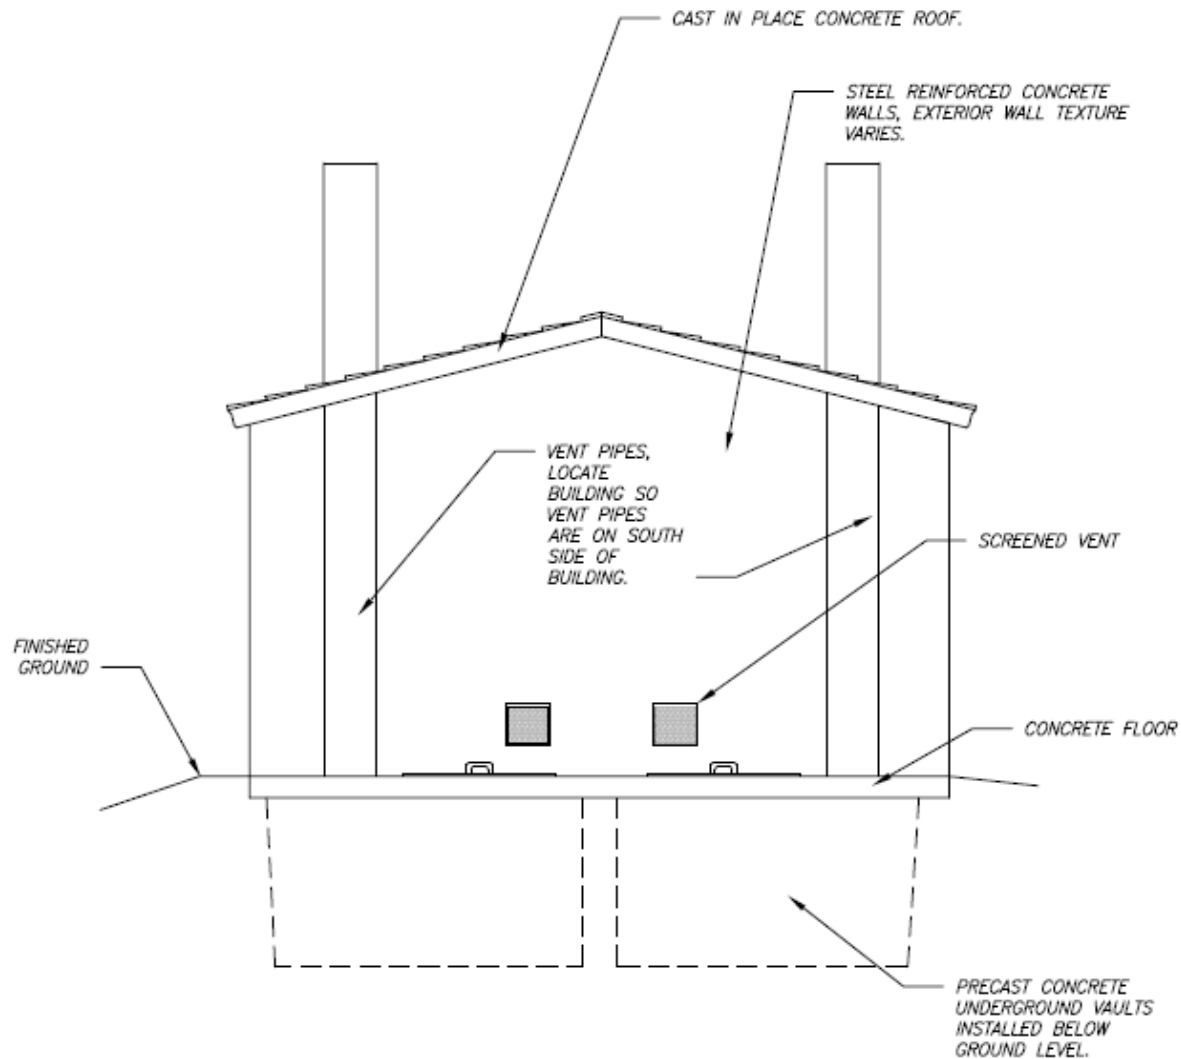 CAST IN PLACE CONCRETE ROOF.
STEEL REINFORCED CONCRETE
WALLS, EXTERIOR WALL TEXTURE
VARIES.
VENT PIPES,
LOCATE
BUILDING SO
VENT PIPES
ARE ON SOUTH
SIDE OF
BUILDING.
SCREENED VENT
FINISHED
GROUND
CONCRETE FLOOR
PRECAST CONCRETE
UNDERGROUND VAULTS
INSTALLED BELOW
GROUND LEVEL.